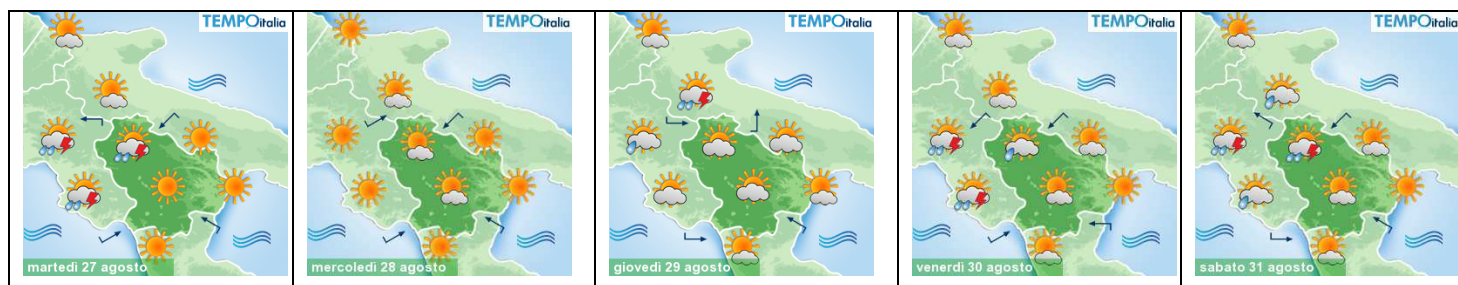 TEMPOitalia
martedì 27 agosto
TEMPOitalia
mercoledì 28 agosto
TEMPOitalia
giovedì 29 agosto
TEMPOitalia
venerdì 30 agosto
TEMPOitalia
sabato 31 agosto